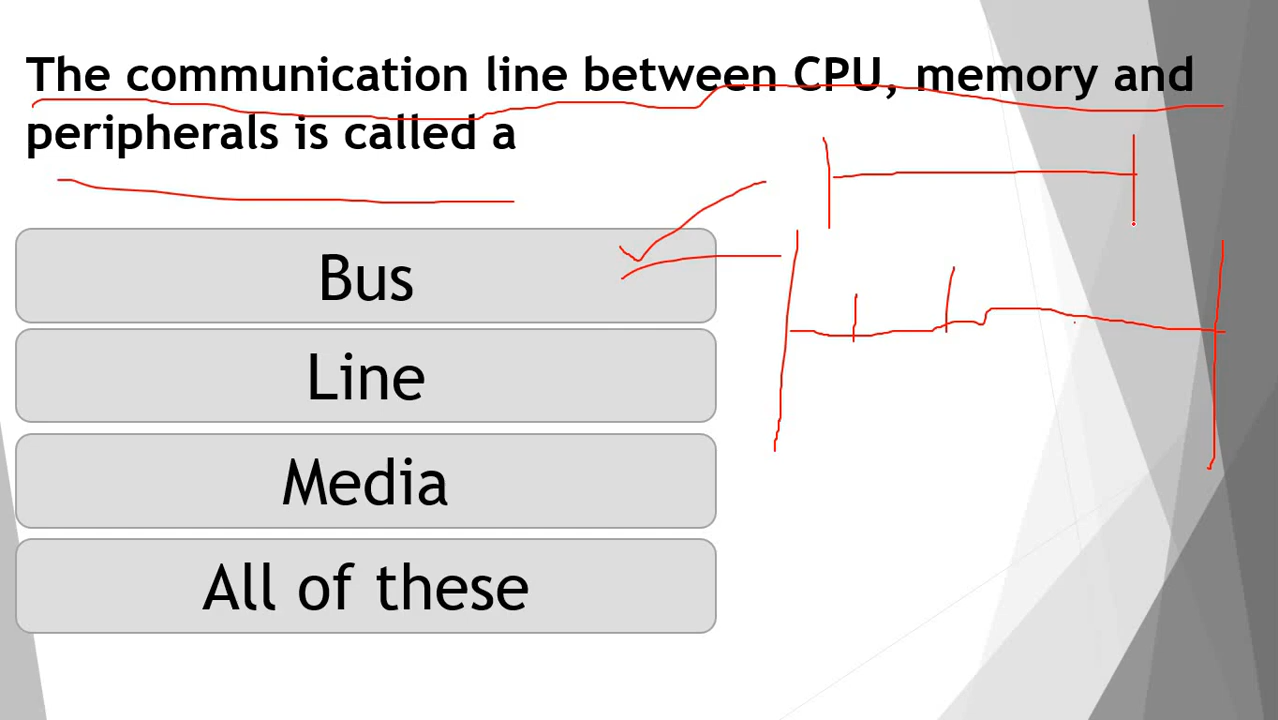 The communication line between CPU, memory and
peripherals is called a
Bus
Line
Media
All of these